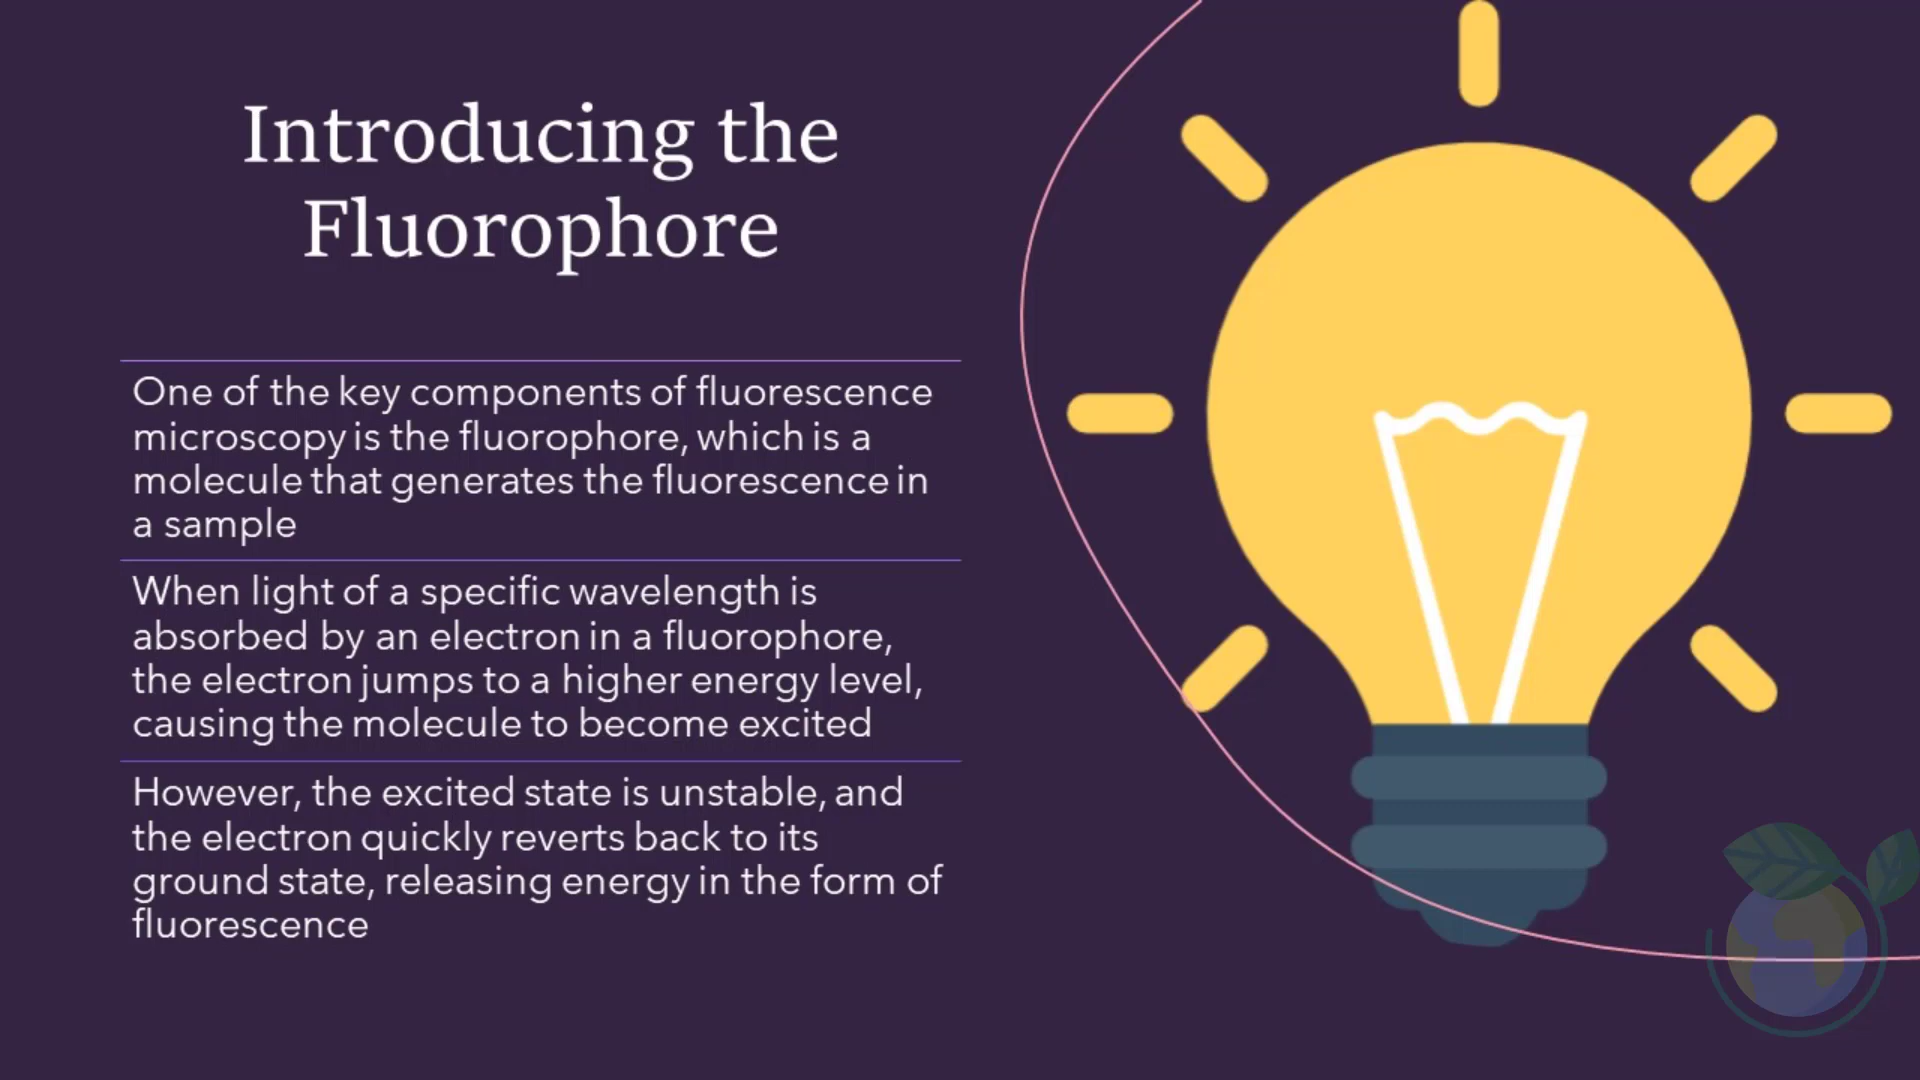 Introducing the
Fluorophore
One of the key components of fluorescence
microscopy is the fluorophore, which is a
molecule that generates the fluorescence in
a sample
When light of a specific wavelength is
absorbed by an electron in a fluorophore,
the electron jumps to a higher energy level,
causing the molecule to become excited
However, the excited state is unstable, and
the electron quickly reverts back to its
ground state, releasing energy in the form of
fluorescence